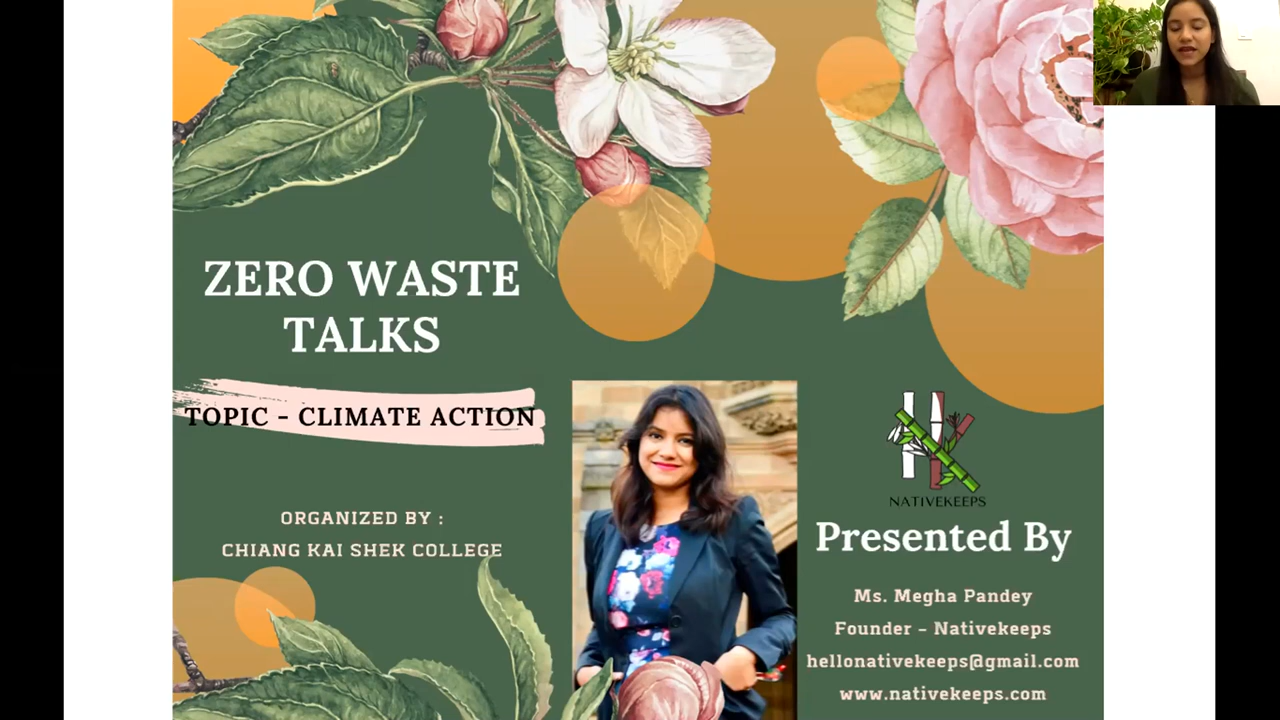 ZERO WASTE
TALKS
TOPIC - CLIMATE ACTION
ORGANIZED BY :
CHIANG KAI SHEK COLLEGE
NATIVEKEEPS
Presented By
Ms. Megha Pandey
Founder - Nativekeeps
hellonativekeeps@gmail.com
www.nativekeeps.com